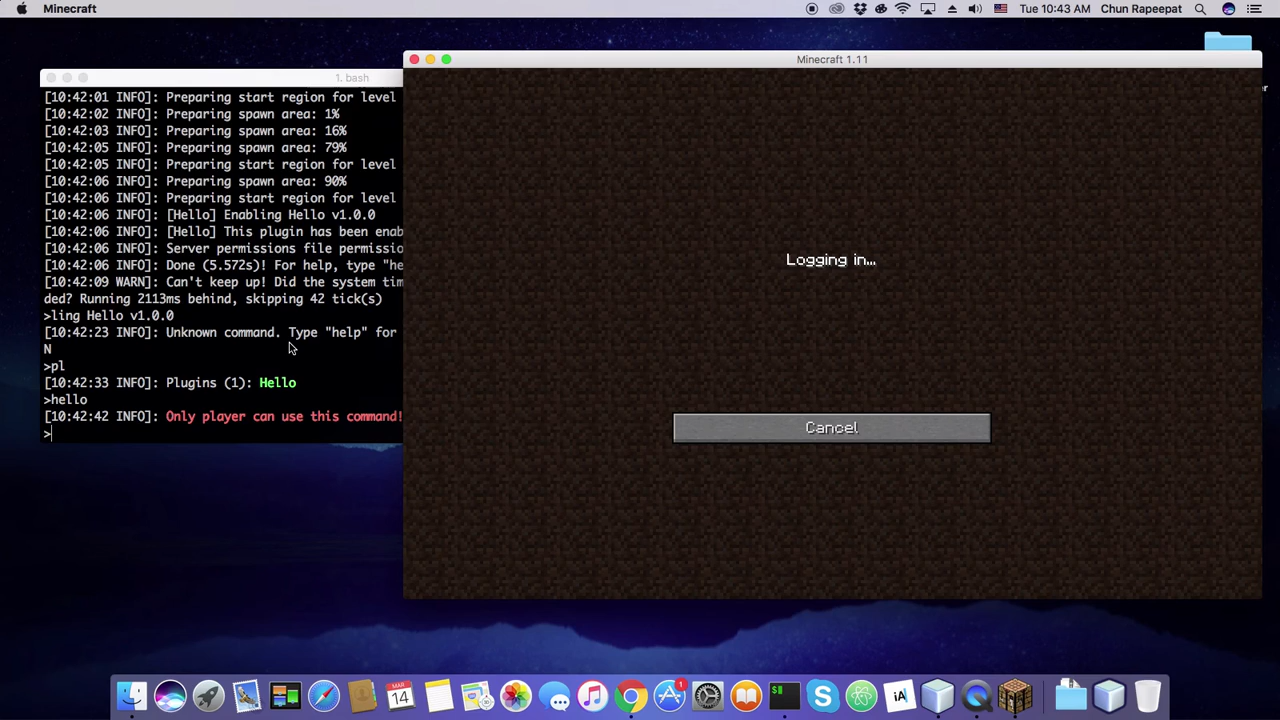 Minecraft
Tue 10:43 AM Chun Rapeepat
1. bash
[10:42:01 INFO]: Preparing start region for level
[10:42:02 INFO]: Preparing spawn area: 1%
[10:42:03 INFO]: Preparing spawn area: 16%
[10:42:05 INFO]: Preparing spawn area: 79%
[10:42:05 INFO]: Preparing start region for level
[10:42:06 INFO]: Preparing spawn area: 90%
[10:42:06 INFO]: Preparing start region for level
[10:42:06 INFO]: [Hello] Enabling Hello v1.0.0
[10:42:06 INFO]: [Hello] This plugin has been enab
[10:42:06 INFO]: Server permissions file permissio
[10:42:06 INFO]: Done (5.572s)! For help, type "he
[10:42:09 WARN]: Can't keep up! Did the system tim
ded? Running 2113ms behind, skipping 42 tick(s)
>ling Hello v1.0.0
[10:42:23 INFO]: Unknown command. Type "help" for
N
>pl
[10:42:33 INFO]: Plugins (1): Hello
>hello
[10:42:42 INFO]: Only player can use this command!
>
Minecraft 1.11
Logging in...
Cancel
er
MAR
14
1
$
iA